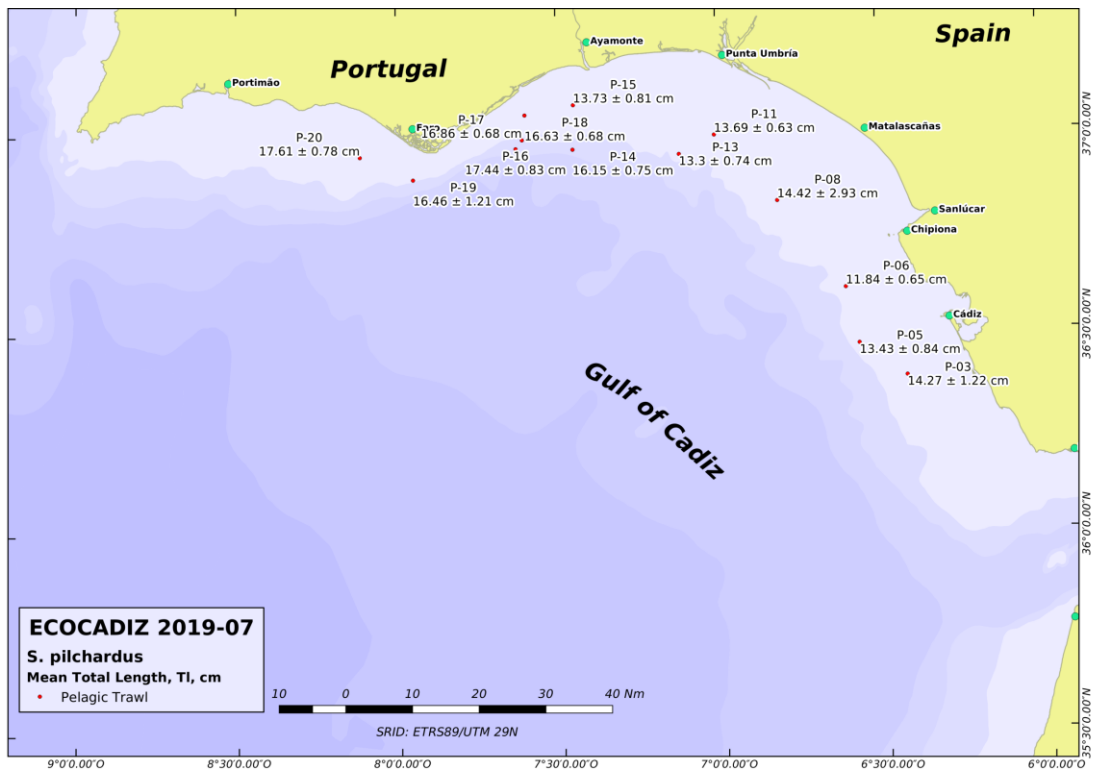 Spain
Portugal
Ayamonte
Punta Umbría
Portimão
Matalascañas
Sanlúcar
Chipiona
Cádiz
P-15
13.73 ± 0.81 cm
P-17
16.86 ± 0.68 cm
P-18
16.63 ± 0.68 cm
P-11
13.69 ± 0.63 cm
P-20
17.61 ± 0.78 cm
P-16
17.44 ± 0.83 cm
P-14
16.15 ± 0.75 cm
P-13
13.3 ± 0.74 cm
P-08
14.42 ± 2.93 cm
P-19
16.46 ± 1.21 cm
P-06
11.84 ± 0.65 cm
P-05
13.43 ± 0.84 cm
P-03
14.27 ± 1.22 cm
Gulf of Cadiz
37°0'0.00"N
36°30'0.00"N
36°0'0.00"N
35°30'0.00"N
ECOCADIZ 2019-07
S. pilchardus
Mean Total Length, Tl, cm
Pelagic Trawl
10 0 10 20 30 40 Nm
SRID: ETRS89/UTM 29N
9°0'0.00"O 8°30'0.00"O 8°0'0.00"O 7°30'0.00"O 7°0'0.00"O 6°30'0.00"O 6°0'0.00"O